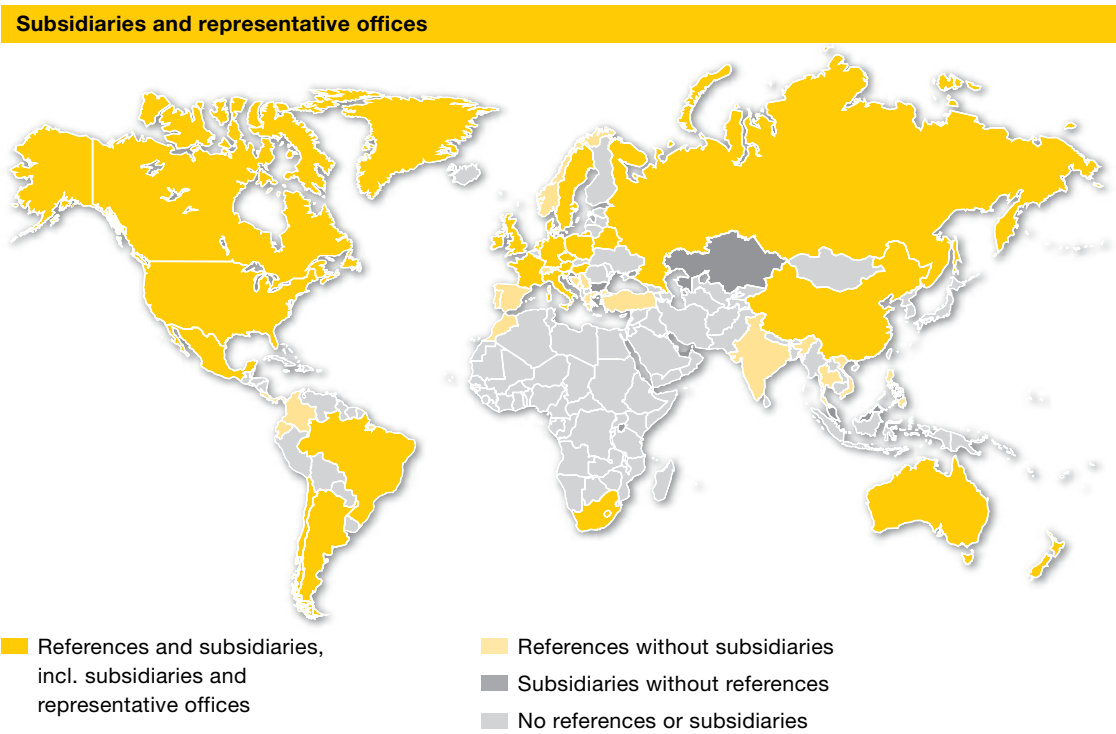 Subsidiaries and representative offices
References and subsidiaries,
incl. subsidiaries and
representative offices
References without subsidiaries
Subsidiaries without references
No references or subsidiaries